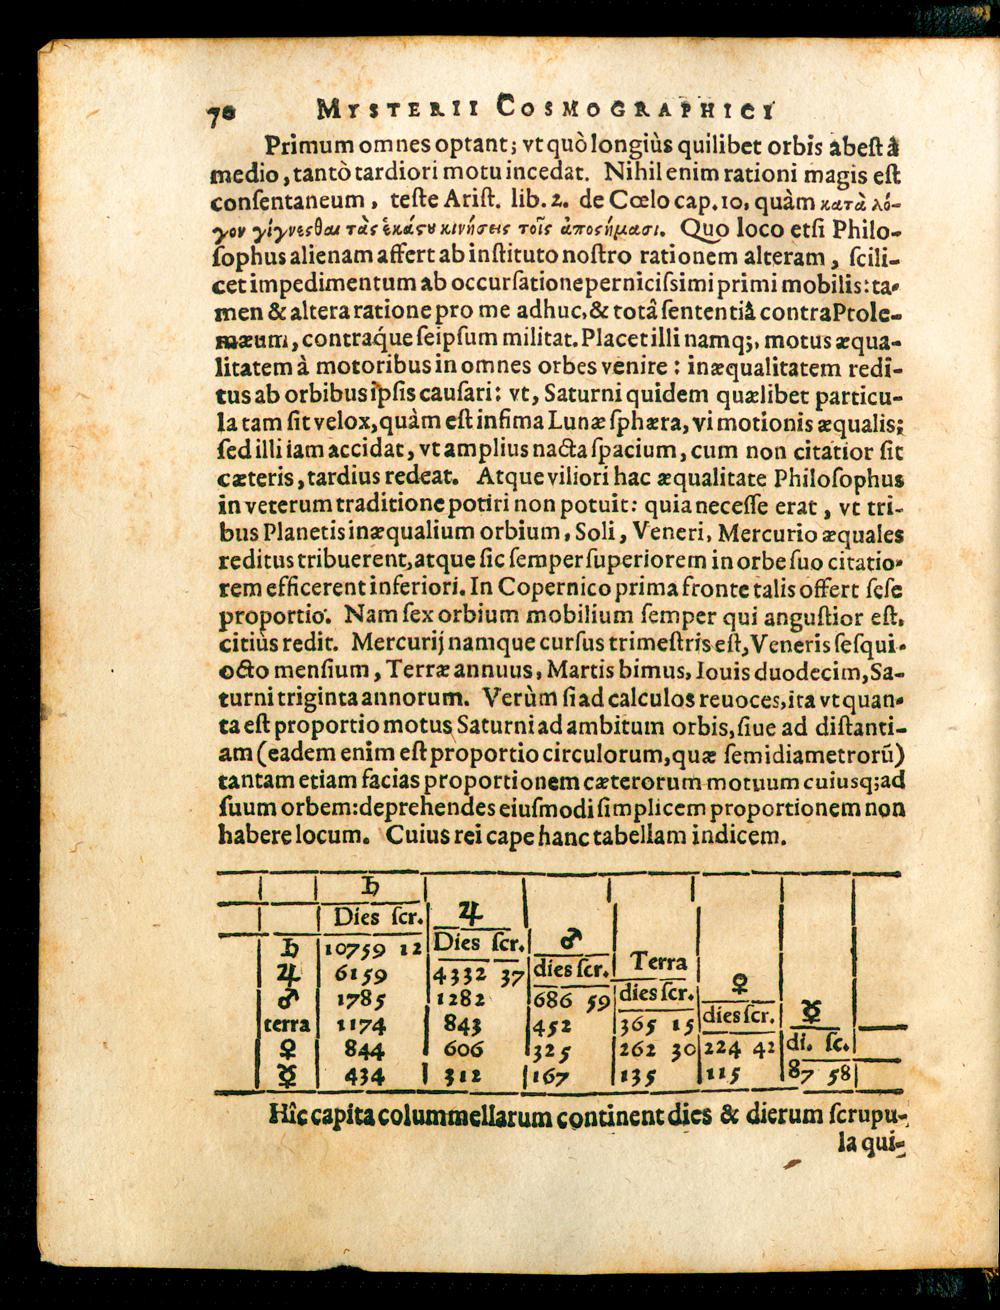 70 MYSTERII COSMOGRAPHICI
Primum omnes optant; vt quò longiùs quilibet orbis abest â
medio, tantò tardiori motu incedat. Nihil enim rationi magis est
consentaneum, teste Arist. lib. 2. de Cœlo cap. 10, quàm κατὰ λό-
γον γίγνεσθαι τὰς ἑκάςου κινήσεις τοῖς ἀποςήμασι. Quo loco etsi Philo-
sophus alienam affert ab instituto nostro rationem alteram, scili-
cet impedimentum ab occursatione pernicissimi primi mobilis: ta-
men & altera ratione pro me adhuc, & totâ sententiâ contra Ptole-
mæum, contraq́ue seipsum militat. Placet illi namq;, motus æqua-
litatem à motoribus in omnes orbes venire: inæqualitatem redi-
tus ab orbibus ipsis causari: vt, Saturni quidem quælibet particu-
la tam sit velox, quàm est infima Lunæ sphæra, vi motionis æqualis;
sed illi iam accidat, vt amplius nacta spacium, cum non citatior sit
cæteris, tardius redeat. Atque viliori hac æqualitate Philosophus
in veterum traditione potiri non potuit: quia necesse erat, vt tri-
bus Planetis inæqualium orbium, Soli, Veneri, Mercurio æquales
reditus tribuerent, atque sic semper superiorem in orbe suo citatio-
rem efficerent inferiori. In Copernico prima fronte talis offert sese
proportio. Nam sex orbium mobilium semper qui angustior est,
citiùs redit. Mercurij namque cursus trimestris est, Veneris sesqui-
octo mensium, Terræ annuus, Martis bimus, Iouis duodecim, Sa-
turni triginta annorum. Verùm si ad calculos reuoces, ita vt quan-
ta est proportio motus Saturni ad ambitum orbis, siue ad distanti-
am (eadem enim est proportio circulorum, quæ semidiametrorū)
tantam etiam facias proportionem cæterorum motuum cuiusq; ad
suum orbem: deprehendes eiusmodi simplicem proportionem non
habere locum. Cuius rei cape hanc tabellam indicem.
♄
Dies scr. ♃
♄ 10759 12 Dies scr. ♂
♃ 6159 4332 37 dies scr. Terra
♂ 1785 1282 686 59 dies scr. ♀
terra 1174 843 452 365 15 dies scr. ☿
♀ 844 606 325 262 30 224 42 di. sc.
☿ 434 312 167 135 115 87 58
Hîc capita colummellarum continent dies & dierum scrupu-
la qui-